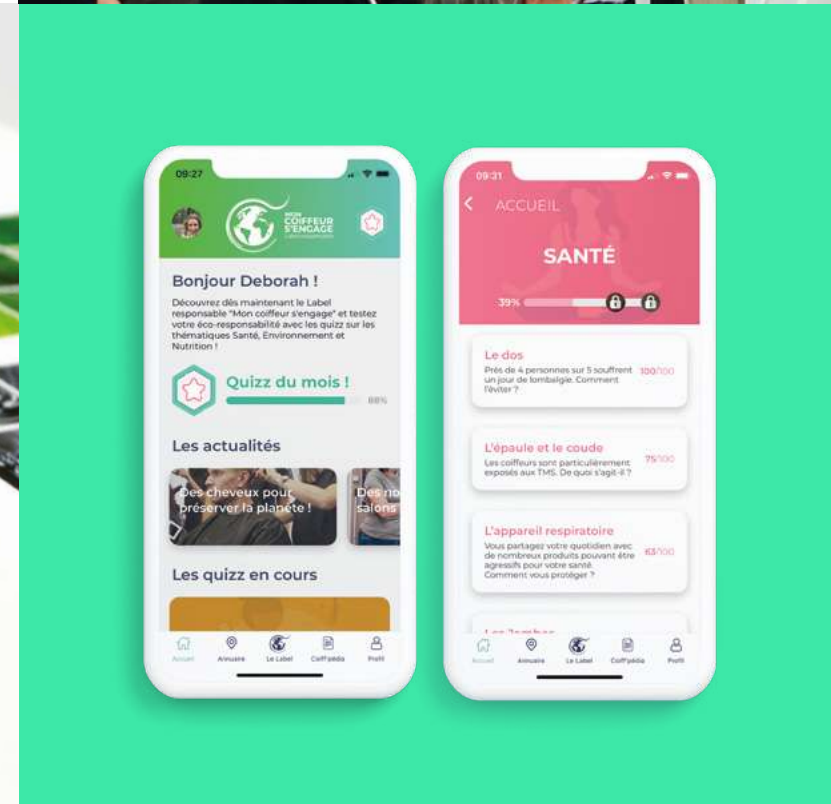 09:27
MON
COIFFEUR
S'ENGAGE
Bonjour Deborah !
Découvrez dès maintenant le Label
responsable "Mon coiffeur s'engage" et testez
votre éco-responsabilité avec les quizz sur les
thématiques Santé, Environnement et
Nutrition !
Quizz du mois !
88%
Les actualités
Des cheveux pour
préserver la planète !
Des no
salons
Les quizz en cours
Accueil
Annuaire
Le Label
Coiff'pédia
Profil
09:31
ACCUEIL
SANTÉ
39%
Le dos
Près de 4 personnes sur 5 souffrent
un jour de lombalgie. Comment
l'éviter ?
100/100
L'épaule et le coude
Les coiffeurs sont particulièrement
exposés aux TMS. De quoi s'agit-il ?
75/100
L'appareil respiratoire
Vous partagez votre quotidien avec
de nombreux produits pouvant être
agressifs pour votre santé.
Comment vous protéger ?
63/100
Accueil
Annuaire
Le Label
Coiff'pédia
Profil